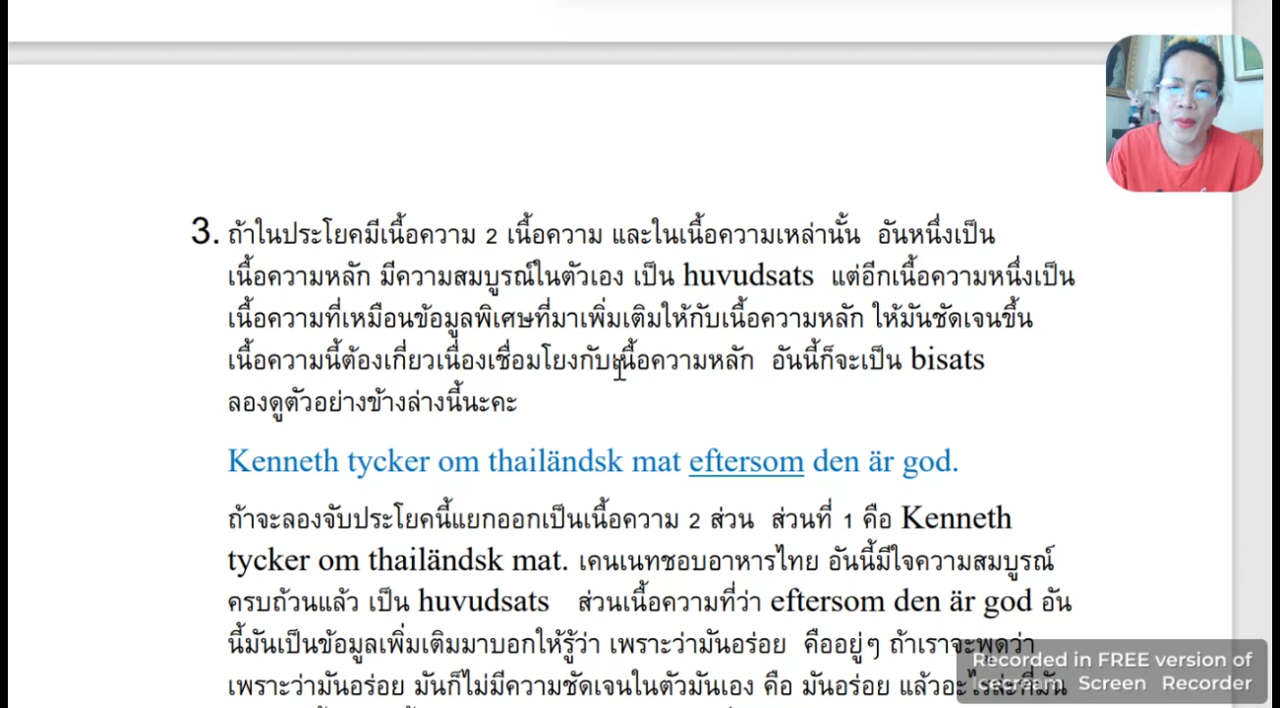 3. ถ้าในประโยคมีเนื้อความ 2 เนื้อความ และในเนื้อความเหล่านั้น อันหนึ่งเป็น
เนื้อความหลัก มีความสมบูรณ์ในตัวเอง เป็น huvudsats แต่อีกเนื้อความหนึ่งเป็น
เนื้อความที่เหมือนข้อมูลพิเศษที่มาเพิ่มเติมให้กับเนื้อความหลัก ให้มันชัดเจนขึ้น
เนื้อความนี้ต้องเกี่ยวเนื่องเชื่อมโยงกับเนื้อความหลัก อันนี้ก็จะเป็น bisats
ลองดูตัวอย่างข้างล่างนี้นะคะ
Kenneth tycker om thailändsk mat eftersom den är god.
ถ้าจะลองจับประโยคนี้แยกออกเป็นเนื้อความ 2 ส่วน ส่วนที่ 1 คือ Kenneth
tycker om thailändsk mat. เคนเนทชอบอาหารไทย อันนี้มีใจความสมบูรณ์
ครบถ้วนแล้ว เป็น huvudsats ส่วนเนื้อความที่ว่า eftersom den är god อัน
นี้มันเป็นข้อมูลเพิ่มเติมมาบอกให้รู้ว่า เพราะว่ามันอร่อย คืออยู่ๆ ถ้าเราจะพูดว่า
เพราะว่ามันอร่อย มันก็ไม่มีความชัดเจนในตัวมันเอง คือ มันอร่อย แล้วอะไรล่ะที่มัน
Recorded in FREE version of
Icecream Screen Recorder